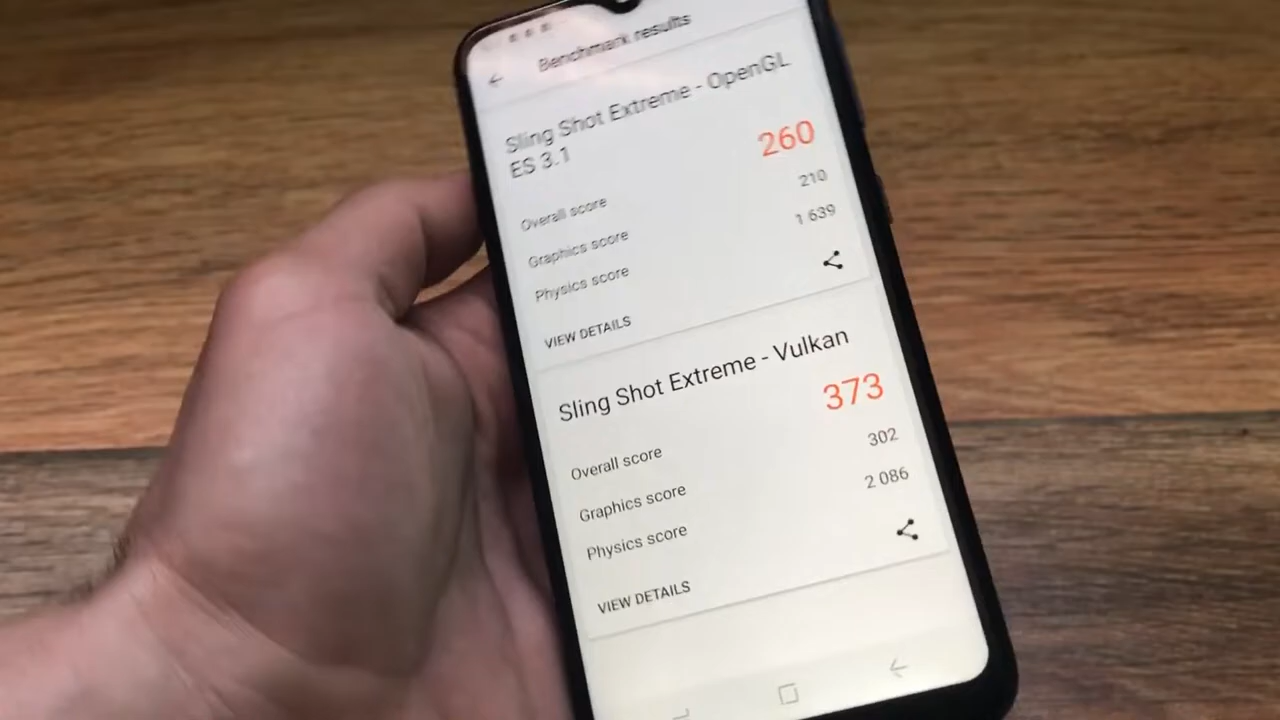 Benchmark results
Sling Shot Extreme - OpenGL
ES 3.1
260
Overall score
210
Graphics score
1 639
Physics score
VIEW DETAILS
Sling Shot Extreme - Vulkan
373
Overall score
302
Graphics score
2 086
Physics score
VIEW DETAILS